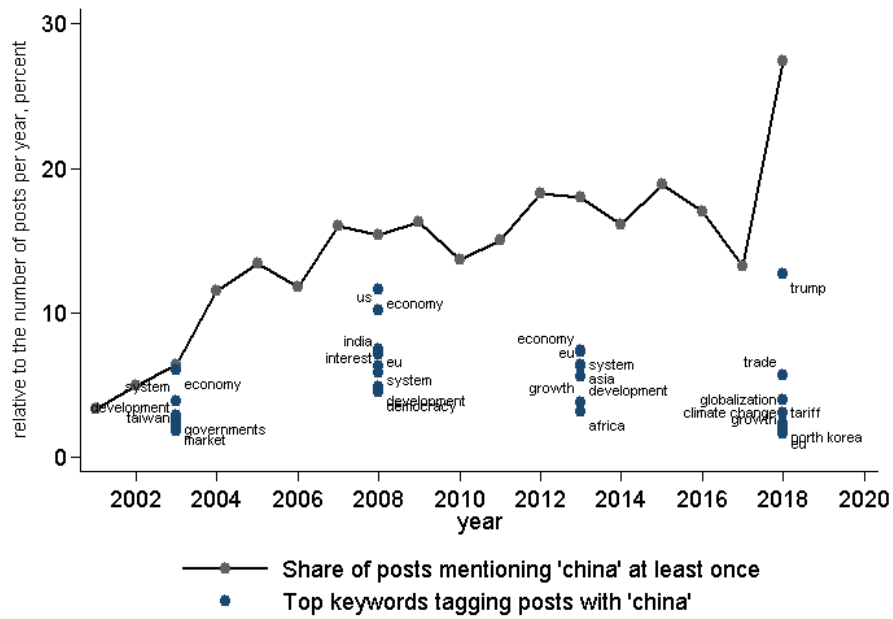 relative to the number of posts per year, percent
30
20
10
0
system
economy
development
taiwan
governments
market
us
economy
india
interest
eu
system
development
democracy
economy
eu
system
asia
development
growth
africa
trump
trade
globalization
climate change
tariff
growth
north korea
eu
2002 2004 2006 2008 2010 2012 2014 2016 2018 2020
year
Share of posts mentioning 'china' at least once
Top keywords tagging posts with 'china'